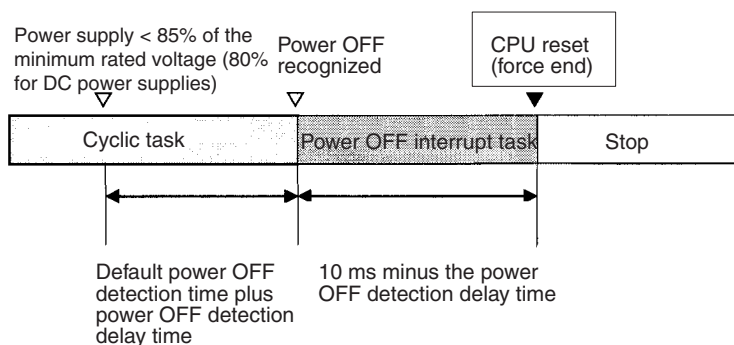 Power supply < 85% of the
minimum rated voltage (80%
for DC power supplies)
Power OFF
recognized
CPU reset
(force end)
Cyclic task
Power OFF interrupt task
Stop
Default power OFF
detection time plus
power OFF detection
delay time
10 ms minus the power
OFF detection delay time